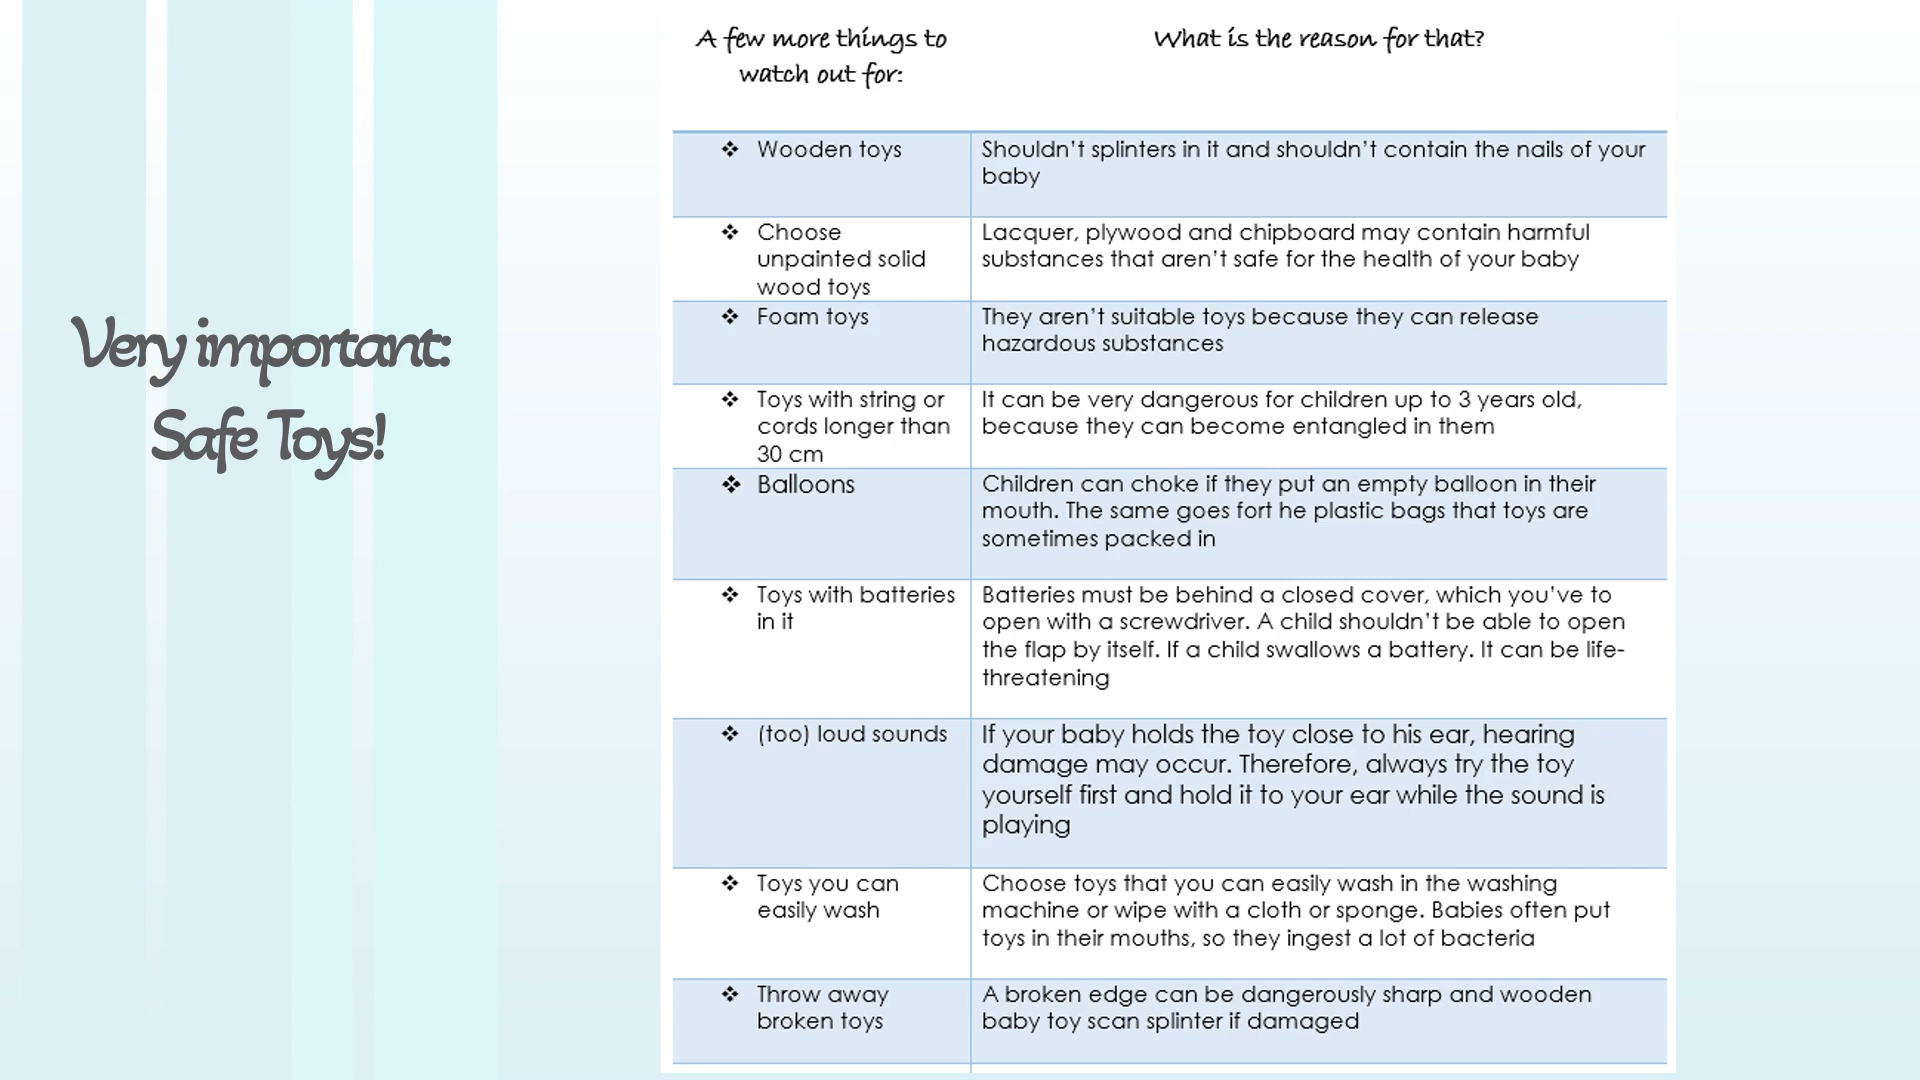 Very important:
Safe Toys!
A few more things to
watch out for:
What is the reason for that?
❖ Wooden toys
Shouldn't splinters in it and shouldn't contain the nails of your
baby
❖ Choose
unpainted solid
wood toys
Lacquer, plywood and chipboard may contain harmful
substances that aren't safe for the health of your baby
❖ Foam toys
They aren't suitable toys because they can release
hazardous substances
❖ Toys with string or
cords longer than
30 cm
It can be very dangerous for children up to 3 years old,
because they can become entangled in them
❖ Balloons
Children can choke if they put an empty balloon in their
mouth. The same goes fort he plastic bags that toys are
sometimes packed in
❖ Toys with batteries
in it
Batteries must be behind a closed cover, which you've to
open with a screwdriver. A child shouldn't be able to open
the flap by itself. If a child swallows a battery. It can be life-
threatening
❖ (too) loud sounds
If your baby holds the toy close to his ear, hearing
damage may occur. Therefore, always try the toy
yourself first and hold it to your ear while the sound is
playing
❖ Toys you can
easily wash
Choose toys that you can easily wash in the washing
machine or wipe with a cloth or sponge. Babies often put
toys in their mouths, so they ingest a lot of bacteria
❖ Throw away
broken toys
A broken edge can be dangerously sharp and wooden
baby toy scan splinter if damaged